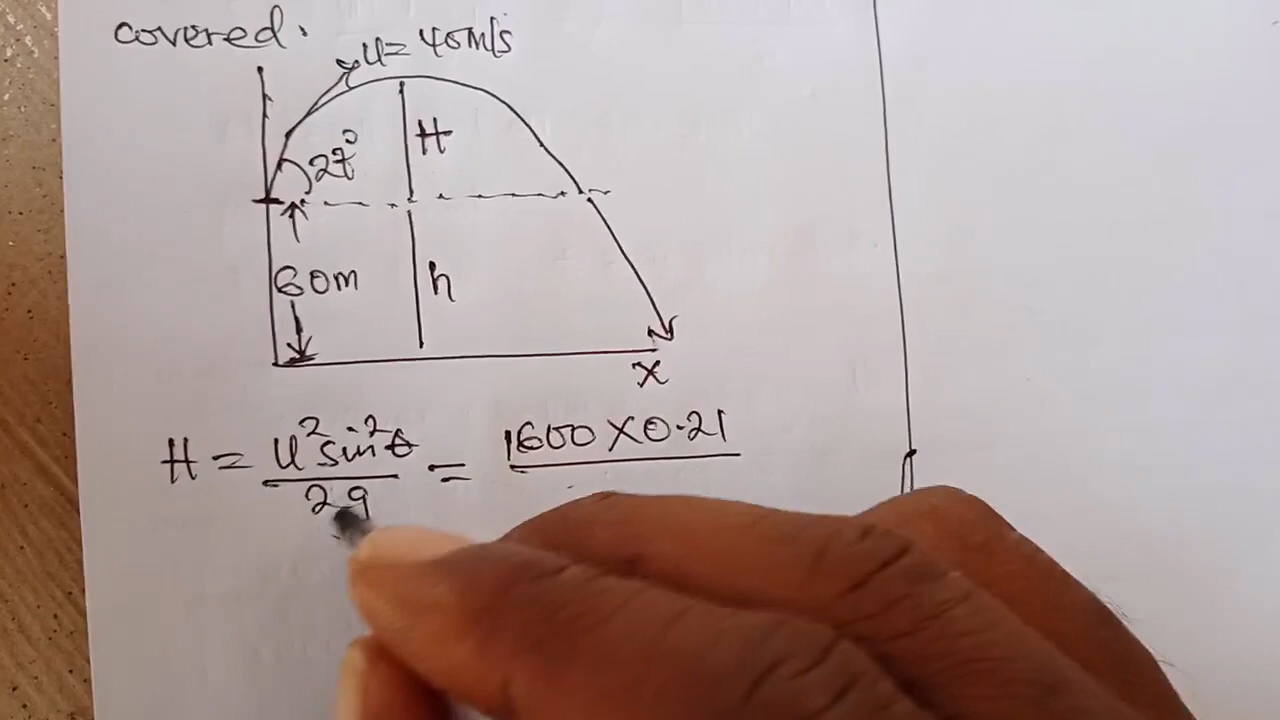 covered.
U= 40m/s
H
27°
60m
h
X
H = U²sin²θ / 2g = 1600 X 0.21